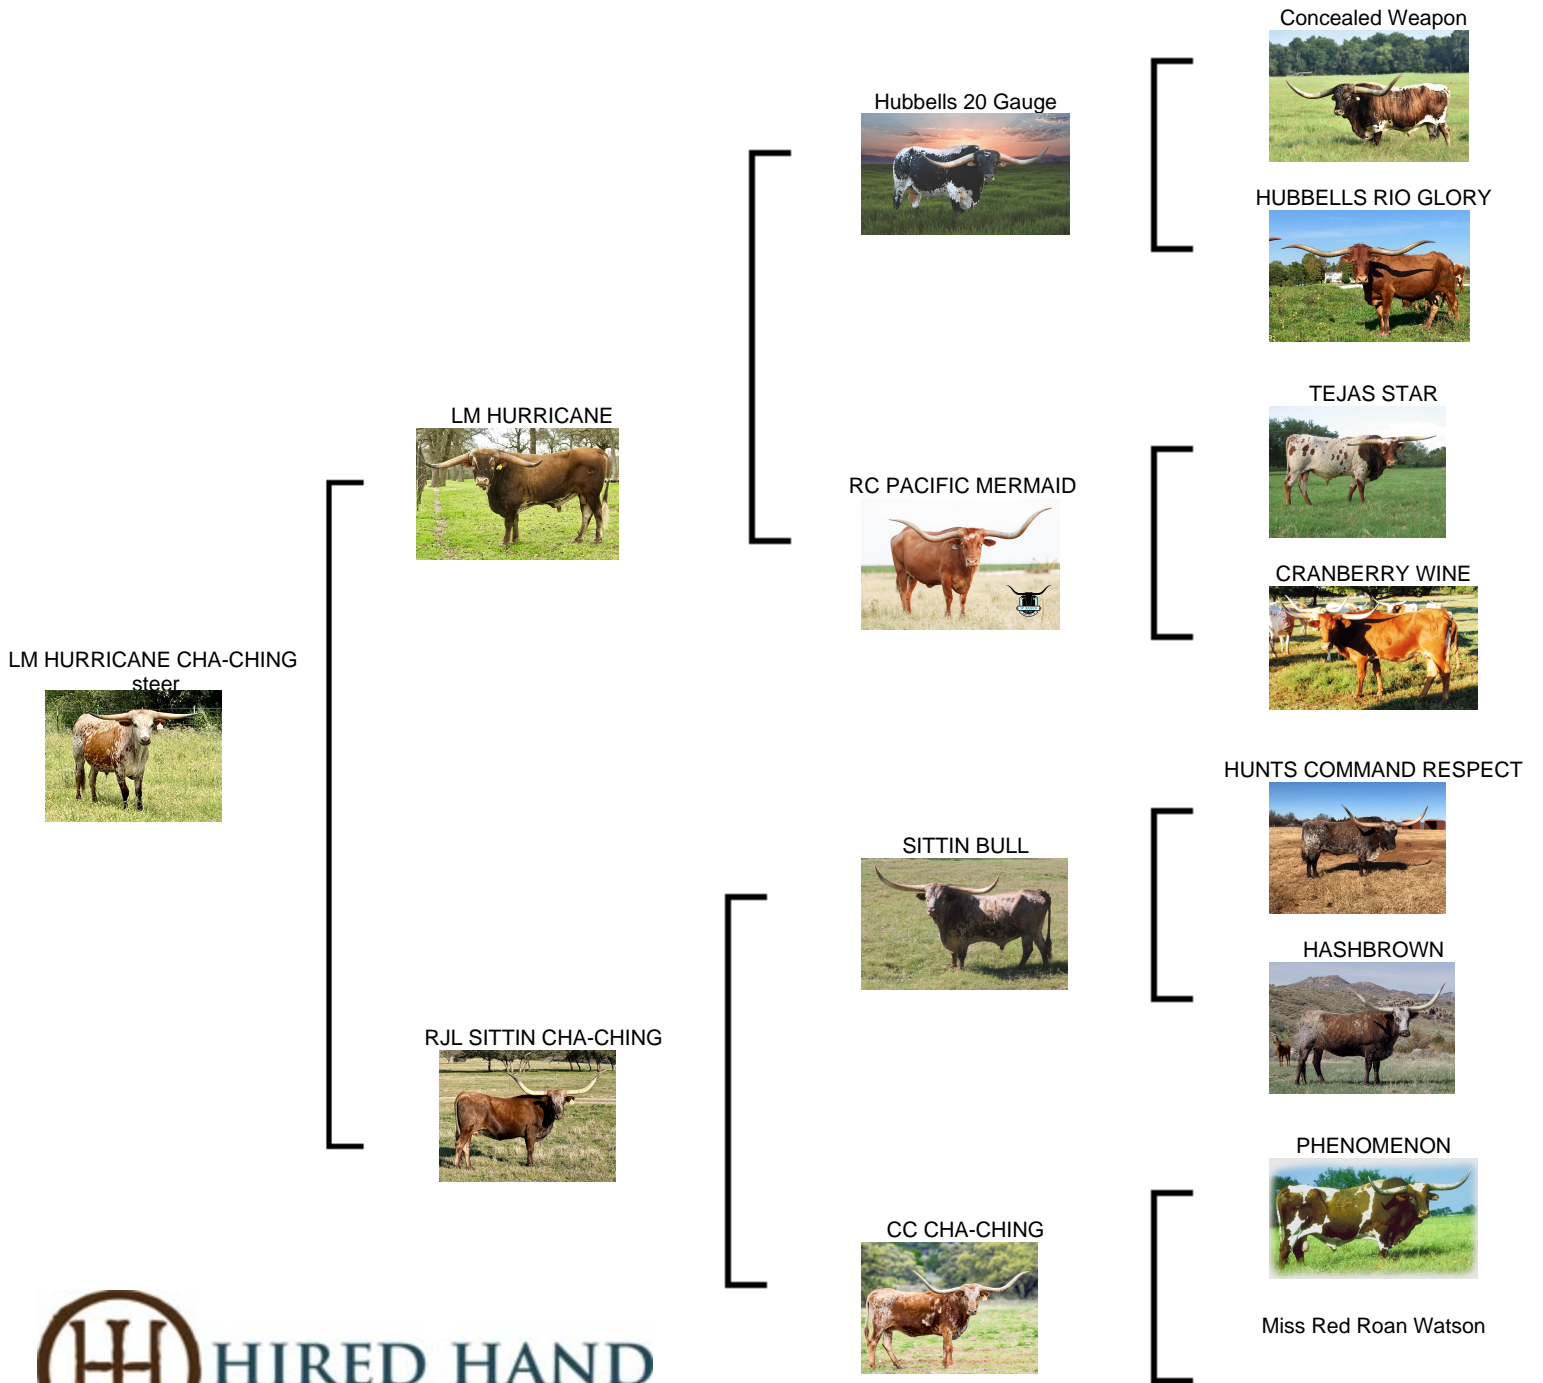 Concealed Weapon
Hubbells 20 Gauge
HUBBELLS RIO GLORY
TEJAS STAR
LM HURRICANE
RC PACIFIC MERMAID
CRANBERRY WINE
LM HURRICANE CHA-CHING
steer
HUNTS COMMAND RESPECT
SITTIN BULL
HASHBROWN
RJL SITTIN CHA-CHING
PHENOMENON
CC CHA-CHING
Miss Red Roan Watson
HIRED HAND